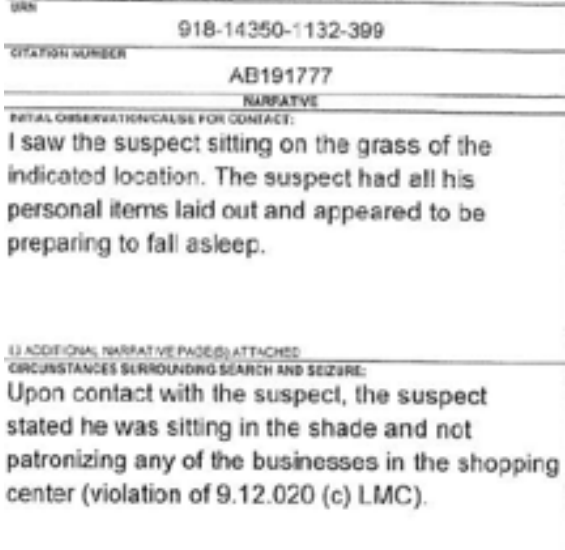 URN
918-14350-1132-399
CITATION NUMBER
AB191777
NARRATIVE
INITIAL OBSERVATION/CAUSE FOR CONTACT:
I saw the suspect sitting on the grass of the
indicated location. The suspect had all his
personal items laid out and appeared to be
preparing to fall asleep.
[] ADDITIONAL NARRATIVE PAGE(S) ATTACHED
CIRCUMSTANCES SURROUNDING SEARCH AND SEIZURE:
Upon contact with the suspect, the suspect
stated he was sitting in the shade and not
patronizing any of the businesses in the shopping
center (violation of 9.12.020 (c) LMC).